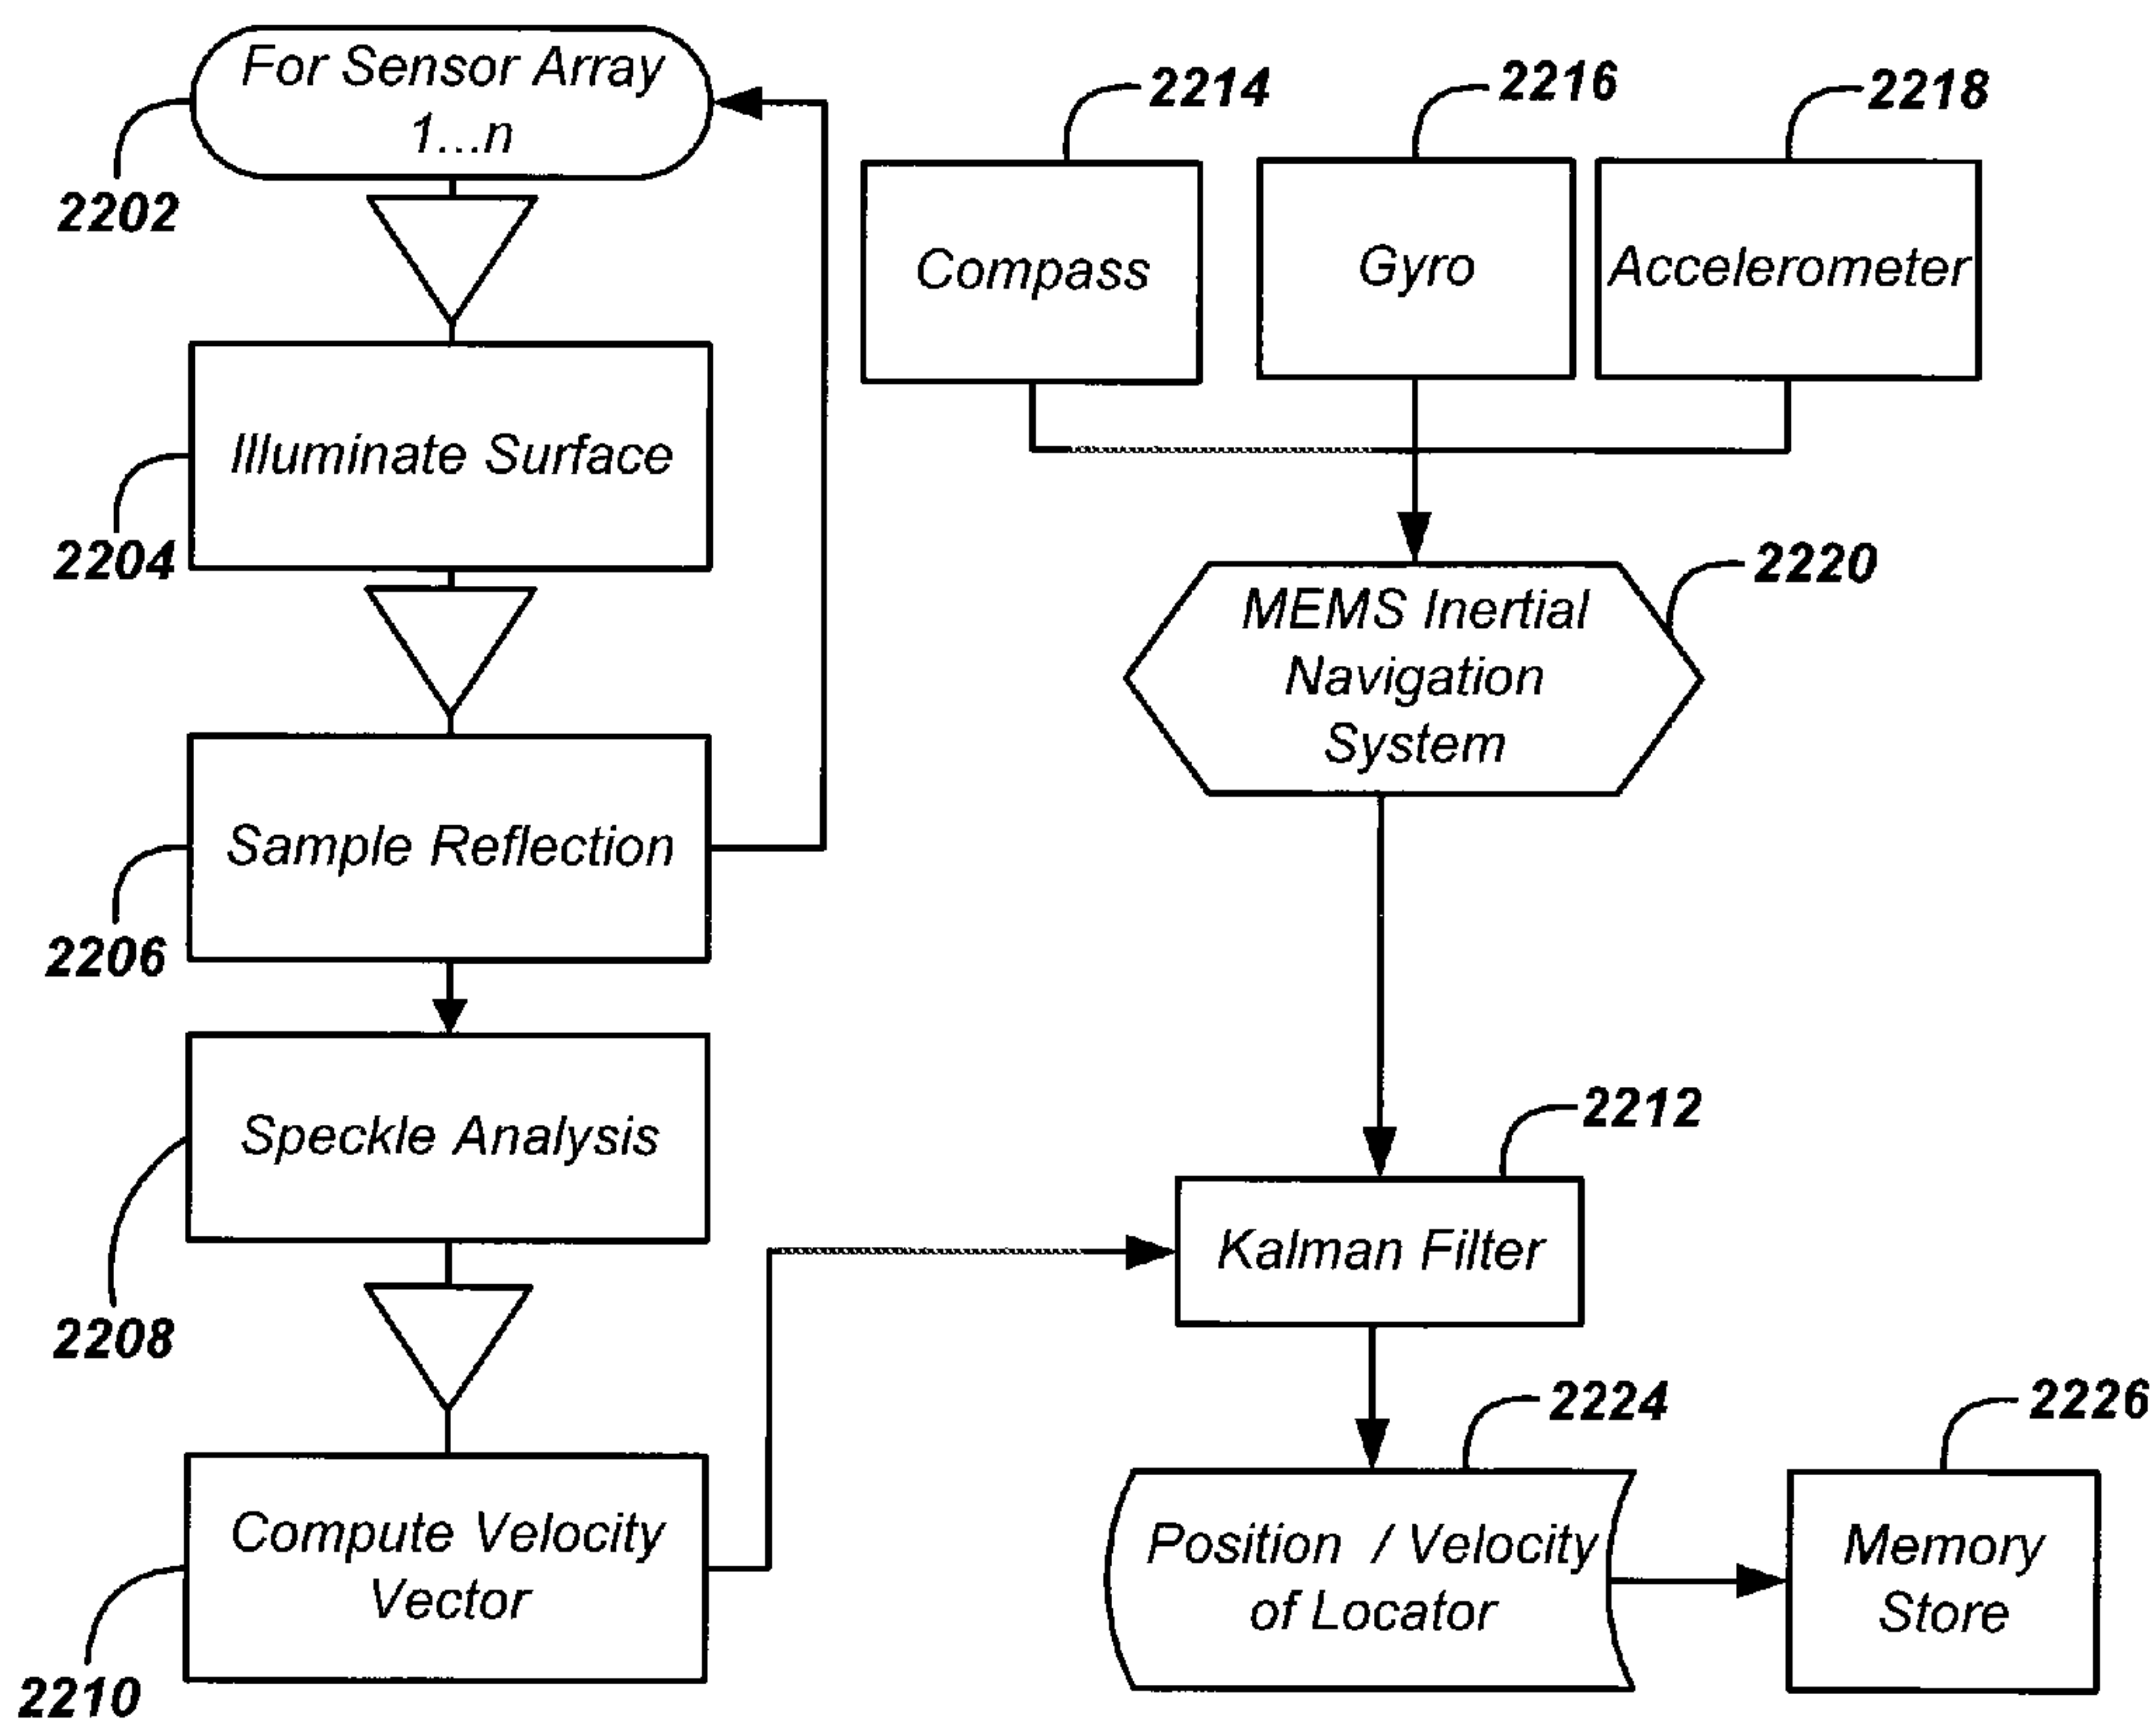 For Sensor Array
1...n
2202
Illuminate Surface
2204
Sample Reflection
2206
Speckle Analysis
2208
Compute Velocity
Vector
2210
2214
Compass
2216
Gyro
2218
Accelerometer
2220
MEMS Inertial
Navigation
System
2212
Kalman Filter
2224
Position / Velocity
of Locator
2226
Memory
Store